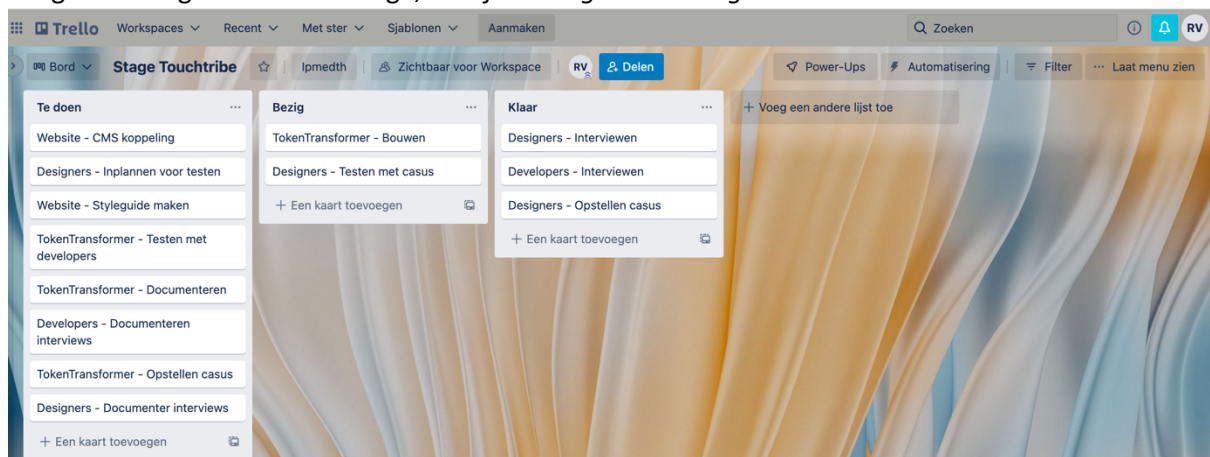 Trello Workspaces Recent Met ster Sjablonen Aanmaken Zoeken RV
Bord Stage Touchtribe Ipmedth Zichtbaar voor Workspace RV Delen Power-Ups Automatisering Filter Laat menu zien
Te doen
Website - CMS koppeling
Designers - Inplannen voor testen
Website - Styleguide maken
TokenTransformer - Testen met
developers
TokenTransformer - Documenteren
Developers - Documenteren
interviews
TokenTransformer - Opstellen casus
Designers - Documenter interviews
+ Een kaart toevoegen
Bezig
TokenTransformer - Bouwen
Designers - Testen met casus
+ Een kaart toevoegen
Klaar
Designers - Interviewen
Developers - Interviewen
Designers - Opstellen casus
+ Een kaart toevoegen
+ Voeg een andere lijst toe